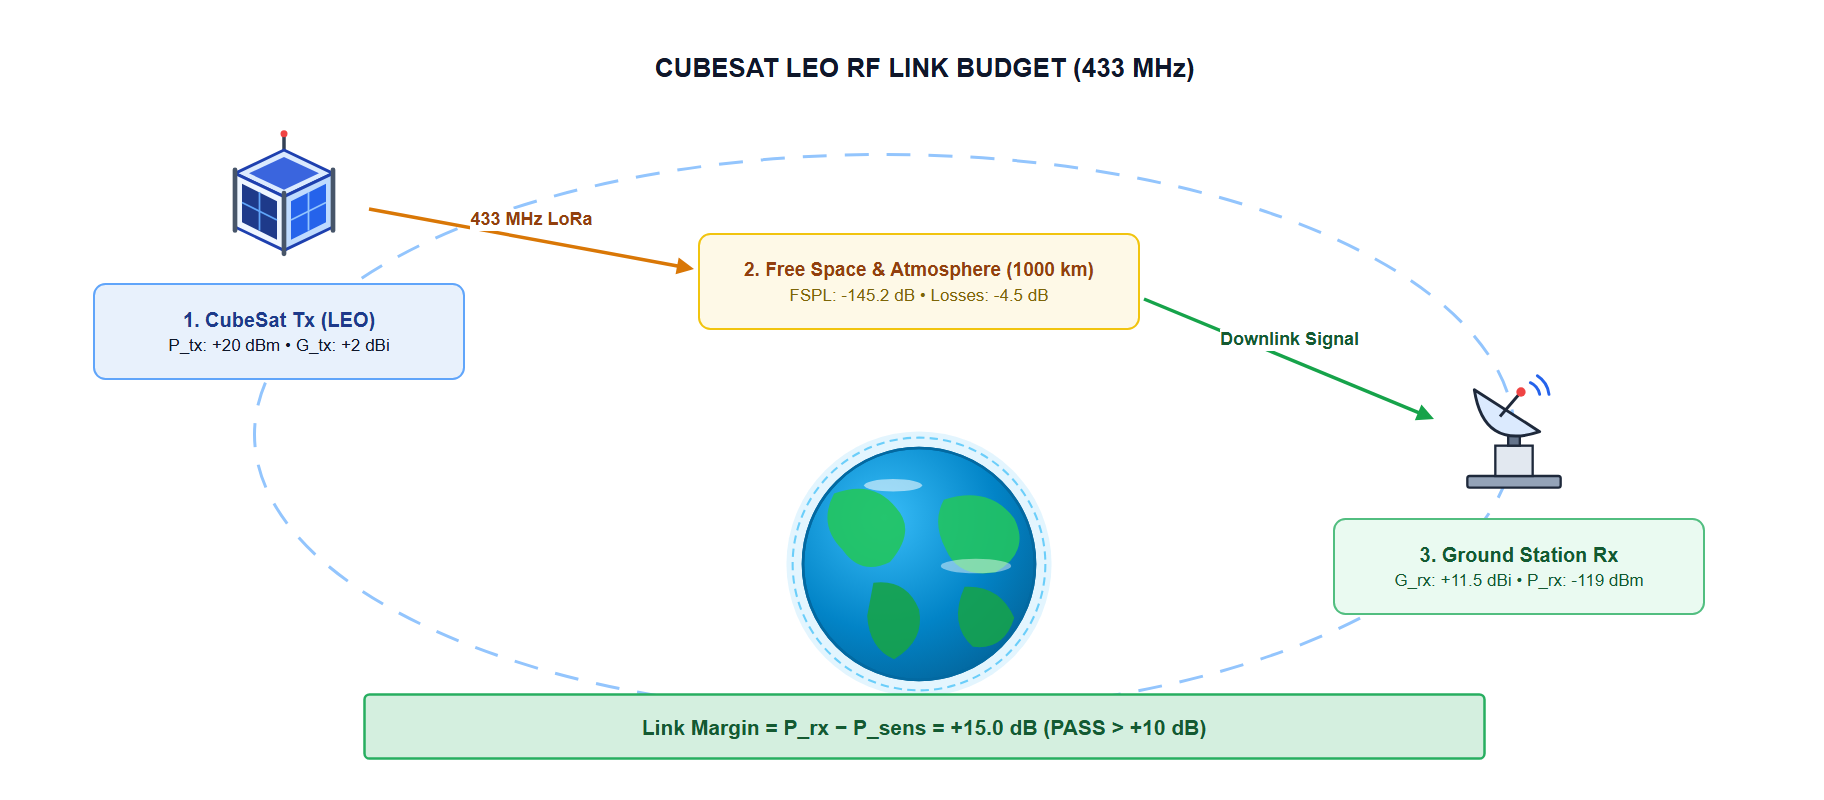 CUBESAT LEO RF LINK BUDGET (433 MHz)
433 MHz LoRa
2. Free Space & Atmosphere (1000 km)
FSPL: -145.2 dB • Losses: -4.5 dB
1. CubeSat Tx (LEO)
P_tx: +20 dBm • G_tx: +2 dBi
Downlink Signal
3. Ground Station Rx
G_rx: +11.5 dBi • P_rx: -119 dBm
Link Margin = P_rx − P_sens = +15.0 dB (PASS > +10 dB)